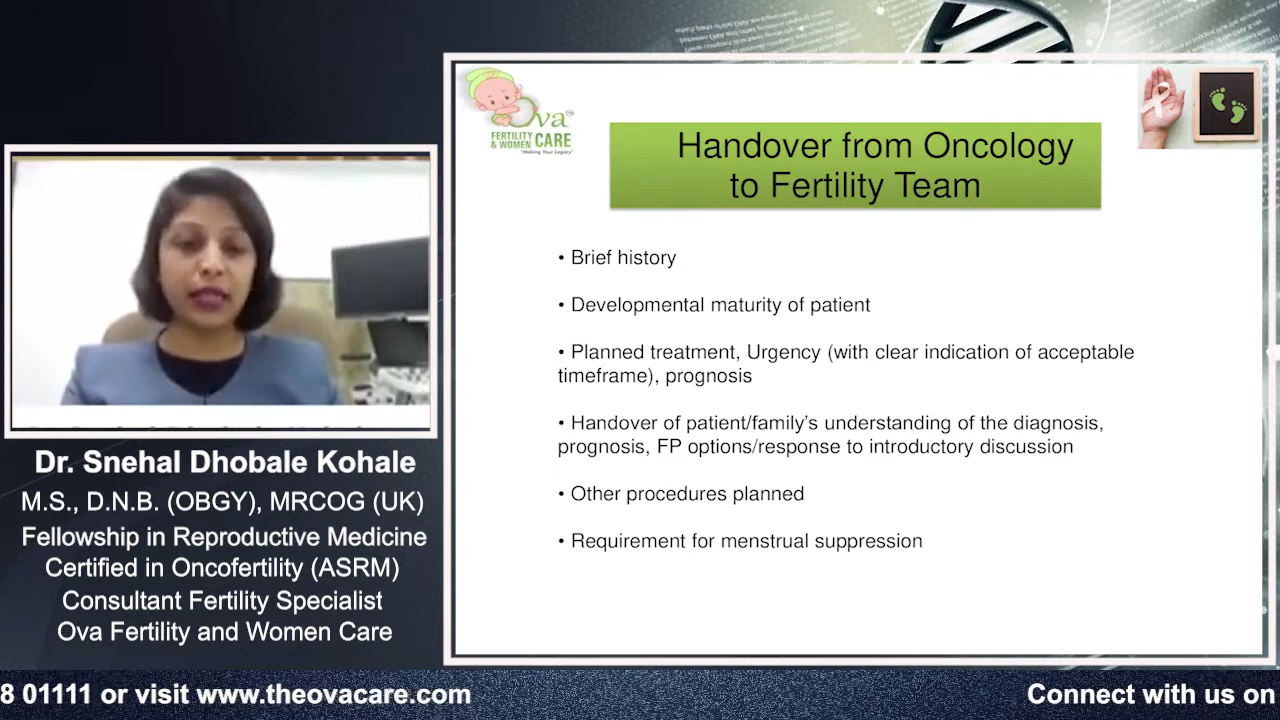 Ova
FERTILITY
& WOMEN CARE
"Making Your Legacy"
Handover from Oncology
to Fertility Team
• Brief history
• Developmental maturity of patient
• Planned treatment, Urgency (with clear indication of acceptable
timeframe), prognosis
• Handover of patient/family's understanding of the diagnosis,
prognosis, FP options/response to introductory discussion
• Other procedures planned
• Requirement for menstrual suppression
Dr. Snehal Dhobale Kohale
M.S., D.N.B. (OBGY), MRCOG (UK)
Fellowship in Reproductive Medicine
Certified in Oncofertility (ASRM)
Consultant Fertility Specialist
Ova Fertility and Women Care
8 01111 or visit www.theovacare.com
Connect with us on